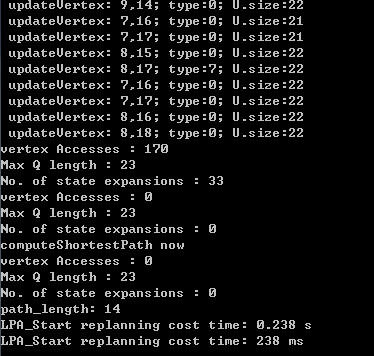 updateVertex: 9,14; type:0; U.size:22
updateVertex: 7,16; type:0; U.size:21
updateVertex: 7,17; type:0; U.size:21
updateVertex: 8,15; type:0; U.size:22
updateVertex: 8,17; type:7; U.size:22
updateVertex: 7,16; type:0; U.size:22
updateVertex: 7,17; type:0; U.size:22
updateVertex: 8,16; type:0; U.size:22
updateVertex: 8,18; type:0; U.size:22
vertex Accesses : 170
Max Q length : 23
No. of state expansions : 33
vertex Accesses : 0
Max Q length : 23
No. of state expansions : 0
computeShortestPath now
vertex Accesses : 0
Max Q length : 23
No. of state expansions : 0
path_length: 14
LPA_Start replanning cost time: 0.238 s
LPA_Start replanning cost time: 238 ms